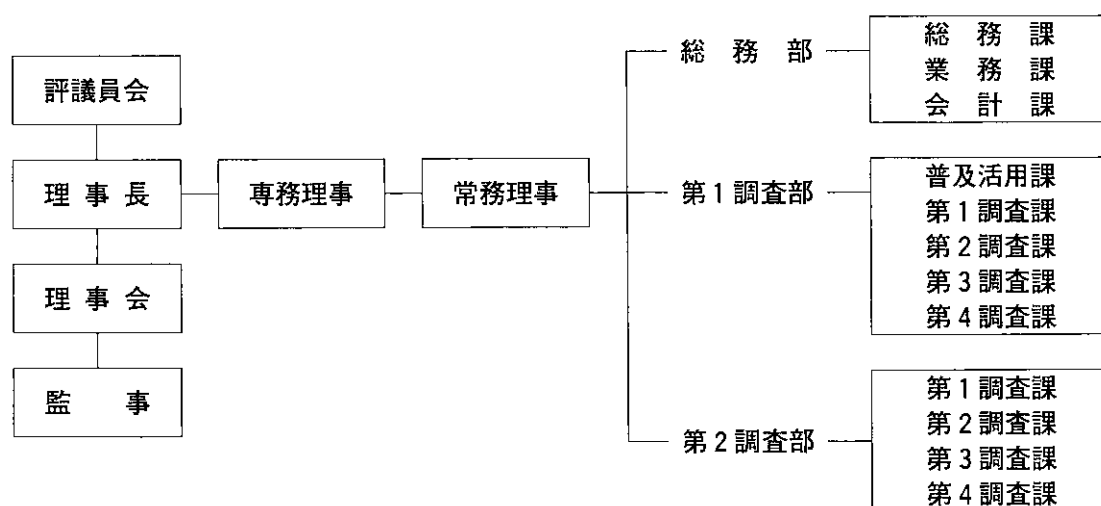 評議員会
理事長
理事会
監事
専務理事
常務理事
総務部
総務課
業務課
会計課
第1調査部
普及活用課
第1調査課
第2調査課
第3調査課
第4調査課
第2調査部
第1調査課
第2調査課
第3調査課
第4調査課